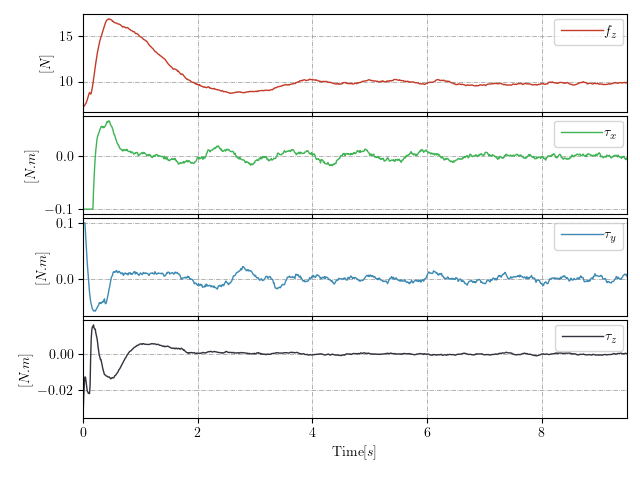 15
10
[N]
f_z
0.0
−0.1
[N.m]
τ_x
0.1
0.0
[N.m]
τ_y
0.00
−0.02
[N.m]
τ_z
0 2 4 6 8
Time[s]